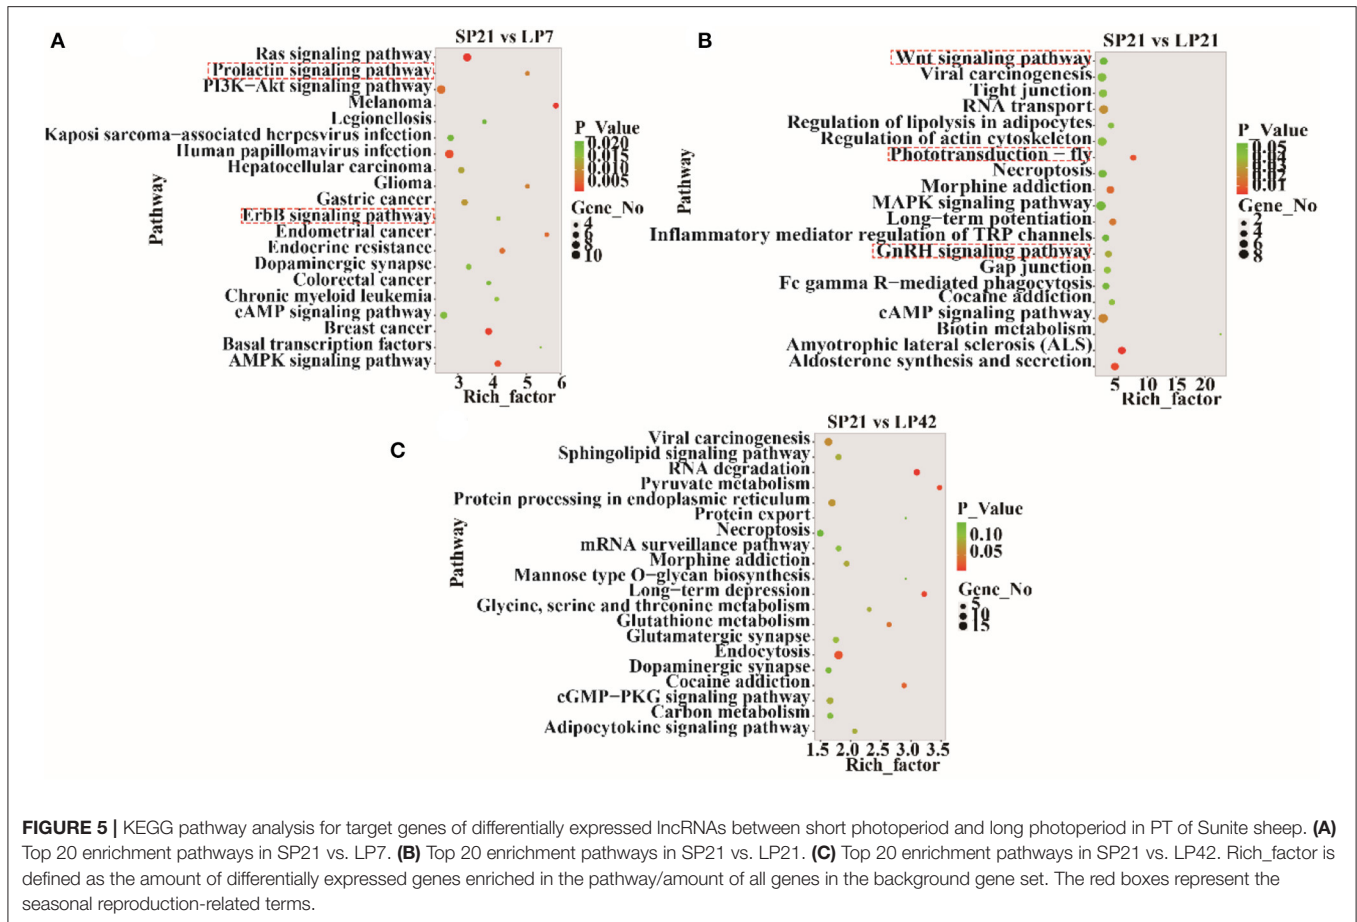 A
SP21 vs LP7
Ras signaling pathway
Prolactin signaling pathway
PI3K−Akt signaling pathway
Melanoma
Legionellosis
Kaposi sarcoma−associated herpesvirus infection
Human papillomavirus infection
Hepatocellular carcinoma
Glioma
Gastric cancer
ErbB signaling pathway
Endometrial cancer
Endocrine resistance
Dopaminergic synapse
Colorectal cancer
Chronic myeloid leukemia
cAMP signaling pathway
Breast cancer
Basal transcription factors
AMPK signaling pathway
Pathway
3 4 5 6
Rich_factor
P_Value
0.020
0.015
0.010
0.005
Gene_No
4
6
8
10
B
SP21 vs LP21
Wnt signaling pathway
Viral carcinogenesis
Tight junction
RNA transport
Regulation of lipolysis in adipocytes
Regulation of actin cytoskeleton
Phototransduction − fly
Necroptosis
Morphine addiction
MAPK signaling pathway
Long−term potentiation
Inflammatory mediator regulation of TRP channels
GnRH signaling pathway
Gap junction
Fc gamma R−mediated phagocytosis
Cocaine addiction
cAMP signaling pathway
Biotin metabolism
Amyotrophic lateral sclerosis (ALS)
Aldosterone synthesis and secretion
Pathway
5 10 15 20
Rich_factor
P_Value
0.05
0.04
0.03
0.02
0.01
Gene_No
2
4
6
8
C
SP21 vs LP42
Viral carcinogenesis
Sphingolipid signaling pathway
RNA degradation
Pyruvate metabolism
Protein processing in endoplasmic reticulum
Protein export
Necroptosis
mRNA surveillance pathway
Morphine addiction
Mannose type O−glycan biosynthesis
Long−term depression
Glycine, serine and threonine metabolism
Glutathione metabolism
Glutamatergic synapse
Endocytosis
Dopaminergic synapse
Cocaine addiction
cGMP−PKG signaling pathway
Carbon metabolism
Adipocytokine signaling pathway
Pathway
1.5 2.0 2.5 3.0 3.5
Rich_factor
P_Value
0.10
0.05
Gene_No
5
10
15
FIGURE 5 | KEGG pathway analysis for target genes of differentially expressed lncRNAs between short photoperiod and long photoperiod in PT of Sunite sheep. (A)
Top 20 enrichment pathways in SP21 vs. LP7. (B) Top 20 enrichment pathways in SP21 vs. LP21. (C) Top 20 enrichment pathways in SP21 vs. LP42. Rich_factor is
defined as the amount of differentially expressed genes enriched in the pathway/amount of all genes in the background gene set. The red boxes represent the
seasonal reproduction-related terms.